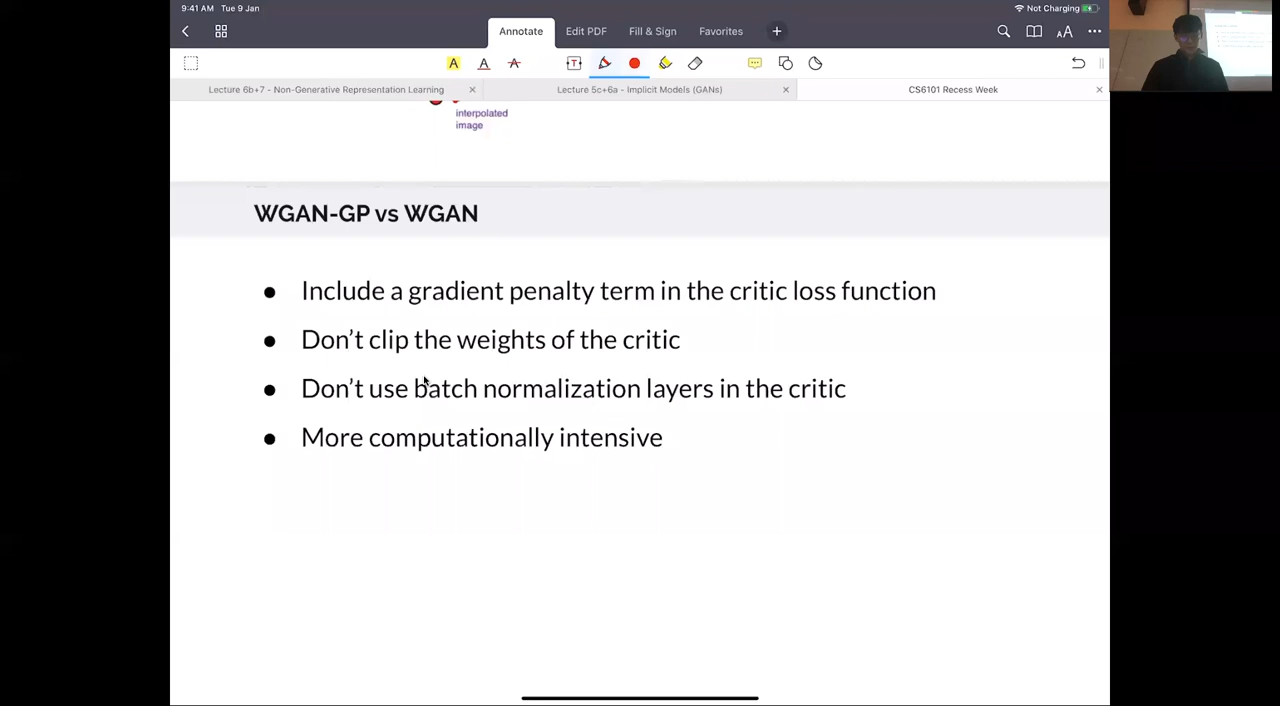 9:41 AM Tue 9 Jan
Not Charging
Annotate
Edit PDF
Fill & Sign
Favorites
Lecture 6b+7 - Non-Generative Representation Learning
Lecture 5c+6a - Implicit Models (GANs)
CS6101 Recess Week
interpolated
image
WGAN-GP vs WGAN
● Include a gradient penalty term in the critic loss function
● Don’t clip the weights of the critic
● Don’t use batch normalization layers in the critic
● More computationally intensive